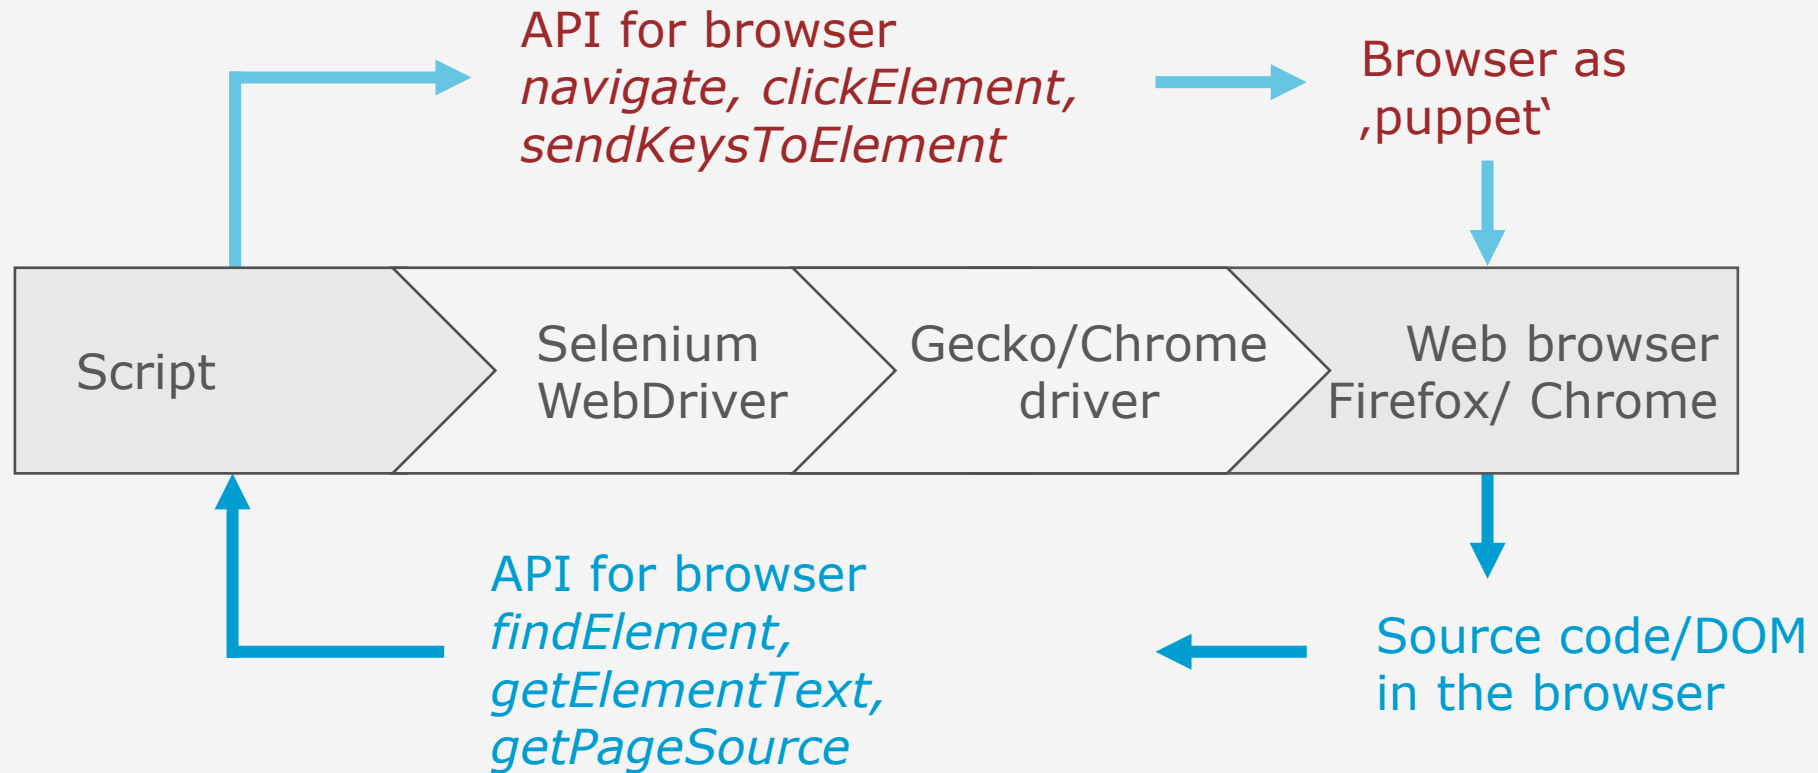 API for browser
navigate, clickElement,
sendKeysToElement
Browser as
‚puppet‘
Script
Selenium
WebDriver
Gecko/Chrome
driver
Web browser
Firefox/ Chrome
API for browser
findElement,
getElementText,
getPageSource
Source code/DOM
in the browser